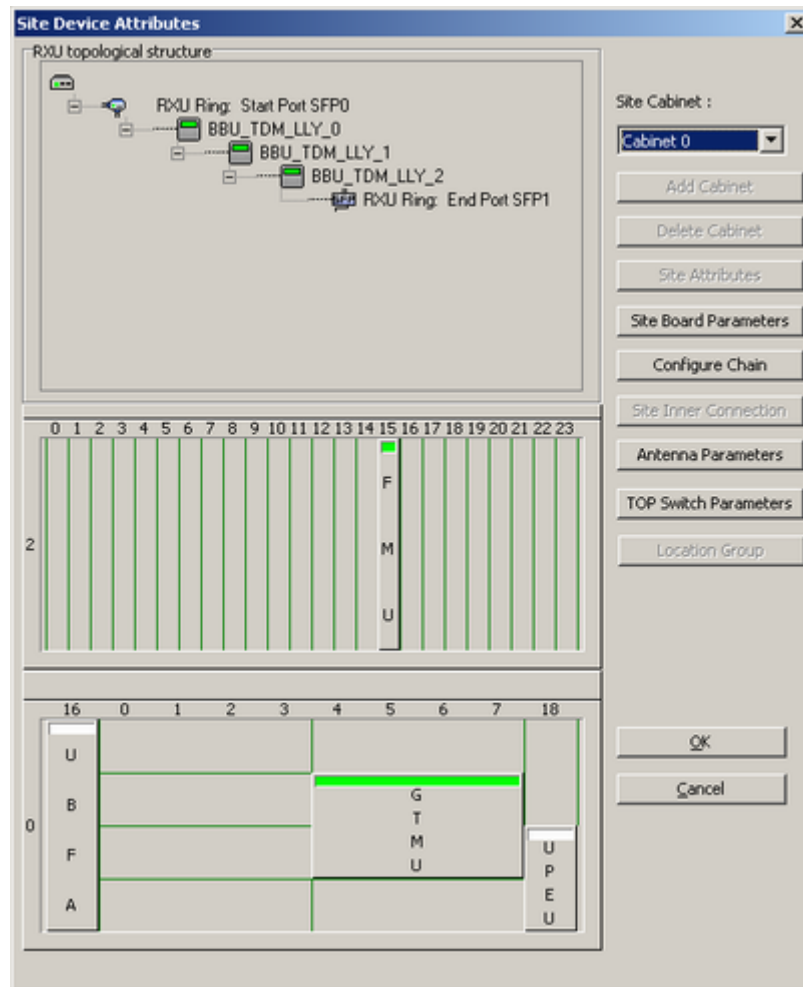 Site Device Attributes
RXU topological structure
RXU Ring: Start Port SFP0
BBU_TDM_LLY_0
BBU_TDM_LLY_1
BBU_TDM_LLY_2
RXU Ring: End Port SFP1
Site Cabinet :
Cabinet 0
Add Cabinet
Delete Cabinet
Site Attributes
Site Board Parameters
Configure Chain
Site Inner Connection
Antenna Parameters
TOP Switch Parameters
Location Group
0 1 2 3 4 5 6 7 8 9 10 11 12 13 14 15 16 17 18 19 20 21 22 23
2
F
M
U
16 0 1 2 3 4 5 6 7 18
0
U
B
F
A
G
T
M
U
U
P
E
U
OK
Cancel